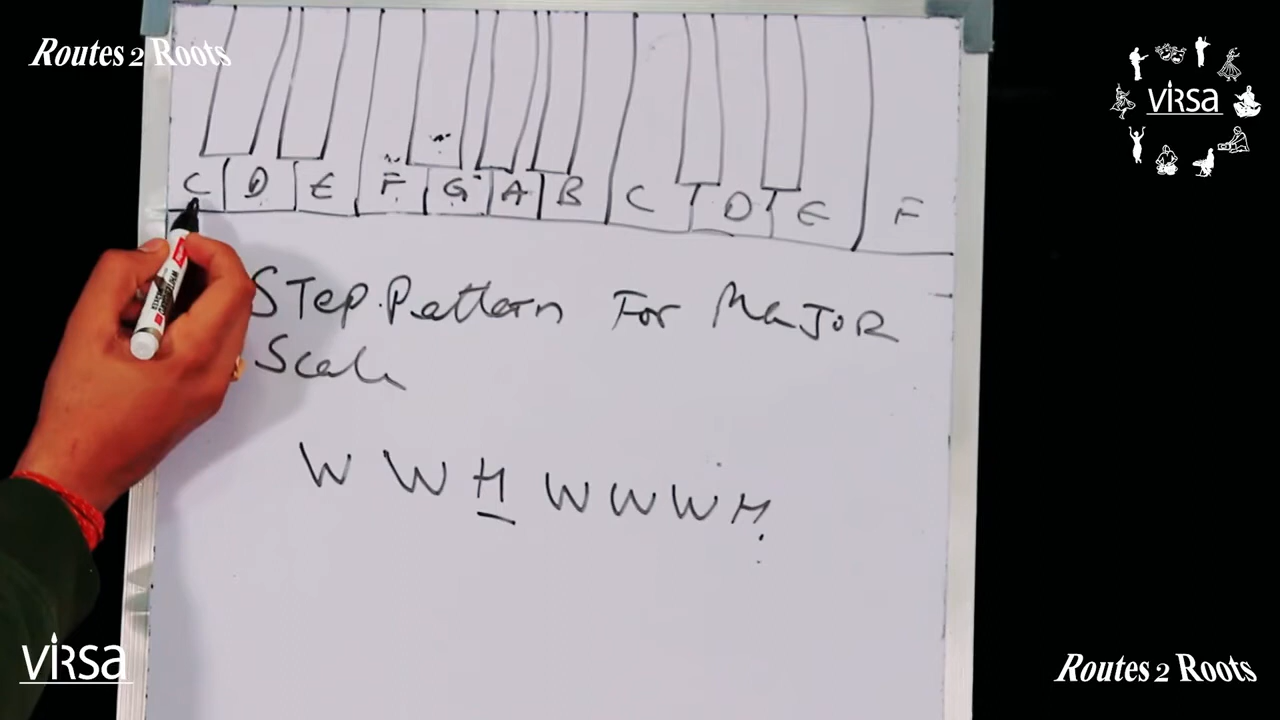 Routes 2 Roots
VIRSA
C D E F G A B C D E F
STep Pattern For MaJOR
Scale
W W H W W W H
VIRSA
Routes 2 Roots